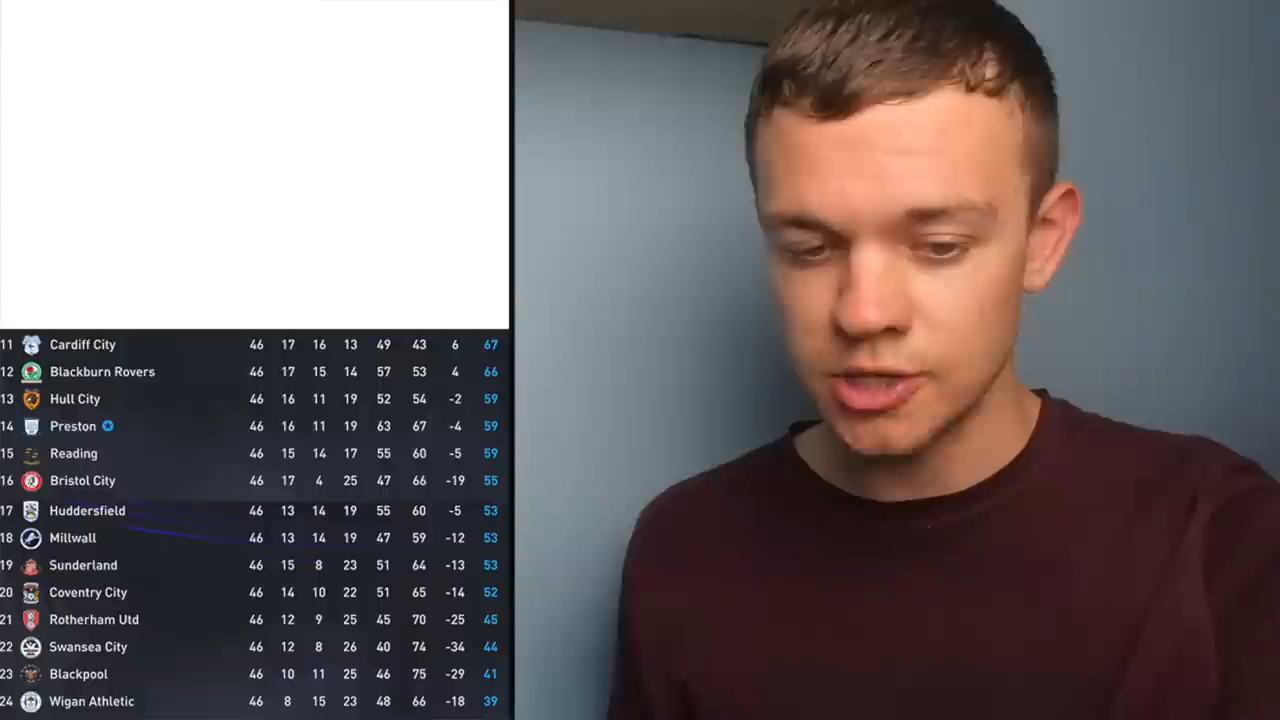 11 Cardiff City 46 17 16 13 49 43 6 67
12 Blackburn Rovers 46 17 15 14 57 53 4 66
13 Hull City 46 16 11 19 52 54 -2 59
14 Preston 46 16 11 19 63 67 -4 59
15 Reading 46 15 14 17 55 60 -5 59
16 Bristol City 46 17 4 25 47 66 -19 55
17 Huddersfield 46 13 14 19 55 60 -5 53
18 Millwall 46 13 14 19 47 59 -12 53
19 Sunderland 46 15 8 23 51 64 -13 53
20 Coventry City 46 14 10 22 51 65 -14 52
21 Rotherham Utd 46 12 9 25 45 70 -25 45
22 Swansea City 46 12 8 26 40 74 -34 44
23 Blackpool 46 10 11 25 46 75 -29 41
24 Wigan Athletic 46 8 15 23 48 66 -18 39